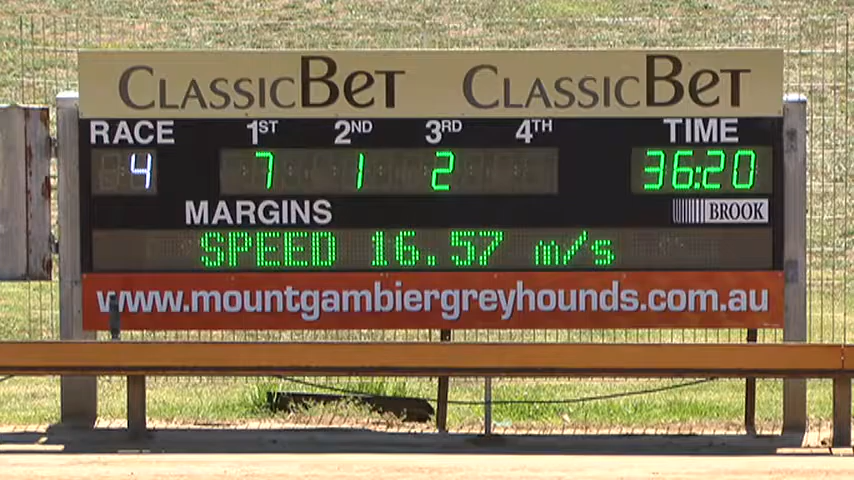 CLASSICBET CLASSICBET
RACE 1ST 2ND 3RD 4TH TIME
4 7 1 2 36:20
MARGINS BROOK
SPEED 16.57 m/s
www.mountgambiergreyhounds.com.au